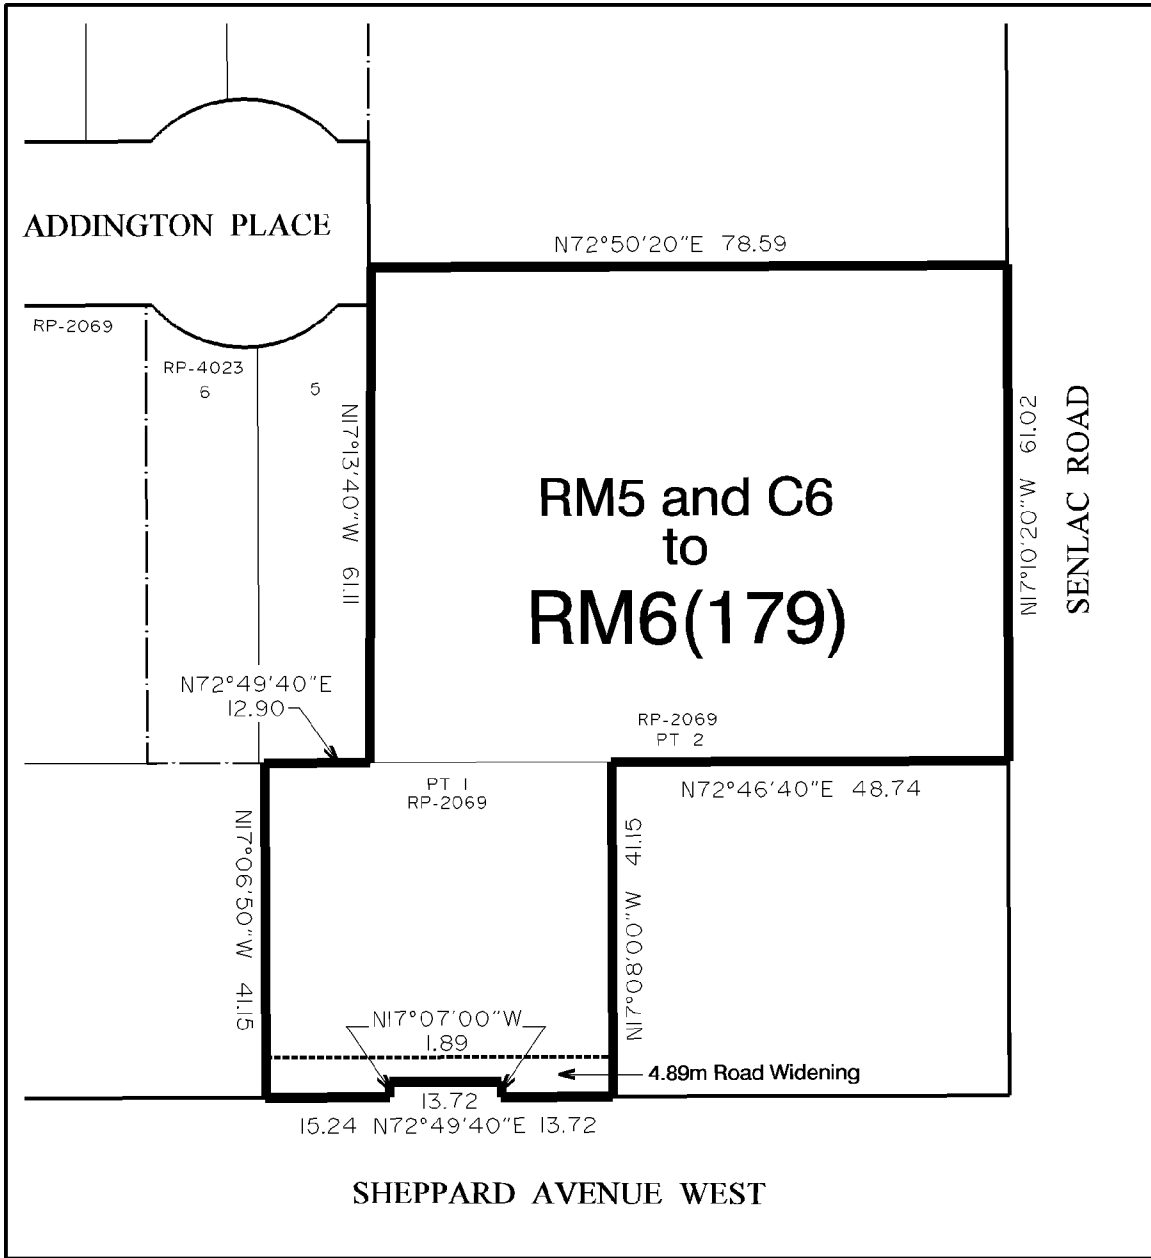 ADDINGTON PLACE
N72°50'20"E 78.59
RP-2069
RP-4023
6
5
N17°13'40"W 61.11
N17°10'20"W 61.02
SENLAC ROAD
RM5 and C6
to
RM6(179)
N72°49'40"E
12.90
RP-2069
PT 2
PT 1
RP-2069
N72°46'40"E 48.74
N17°06'50"W 41.15
N17°08'00"W 41.15
N17°07'00"W
1.89
4.89m Road Widening
13.72
15.24 N72°49'40"E 13.72
SHEPPARD AVENUE WEST